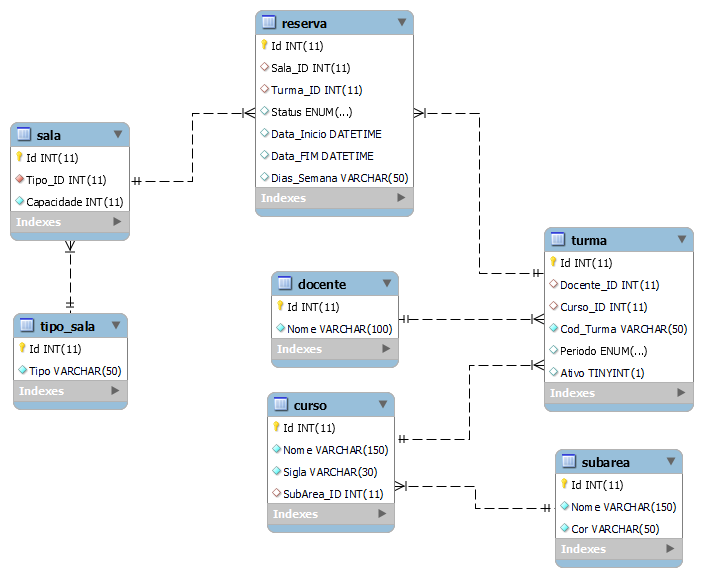 reserva
Id INT(11)
Sala_ID INT(11)
Turma_ID INT(11)
Status ENUM(...)
Data_Inicio DATETIME
Data_FIM DATETIME
Dias_Semana VARCHAR(50)
Indexes
sala
Id INT(11)
Tipo_ID INT(11)
Capacidade INT(11)
Indexes
tipo_sala
Id INT(11)
Tipo VARCHAR(50)
Indexes
docente
Id INT(11)
Nome VARCHAR(100)
Indexes
turma
Id INT(11)
Docente_ID INT(11)
Curso_ID INT(11)
Cod_Turma VARCHAR(50)
Periodo ENUM(...)
Ativo TINYINT(1)
Indexes
curso
Id INT(11)
Nome VARCHAR(150)
Sigla VARCHAR(30)
SubArea_ID INT(11)
Indexes
subarea
Id INT(11)
Nome VARCHAR(150)
Cor VARCHAR(50)
Indexes